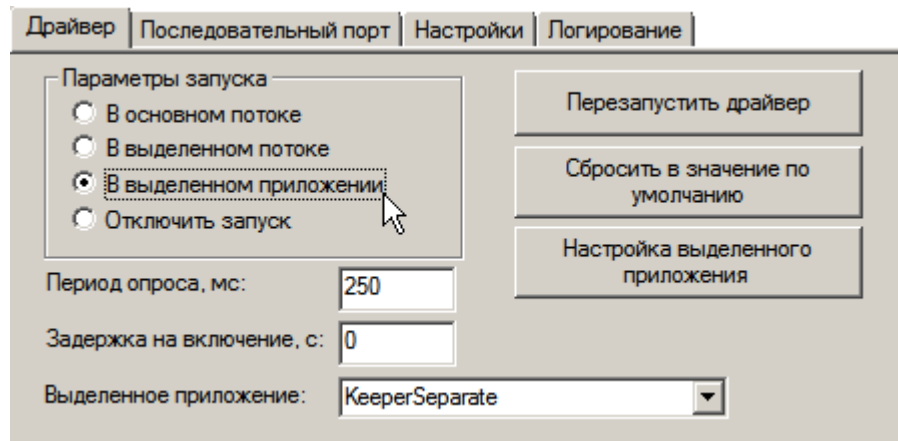 Драйвер Последовательный порт Настройки Логирование
Параметры запуска
В основном потоке
В выделенном потоке
В выделенном приложении
Отключить запуск
Перезапустить драйвер
Сбросить в значение по
умолчанию
Настройка выделенного
приложения
Период опроса, мс: 250
Задержка на включение, с: 0
Выделенное приложение: KeeperSeparate